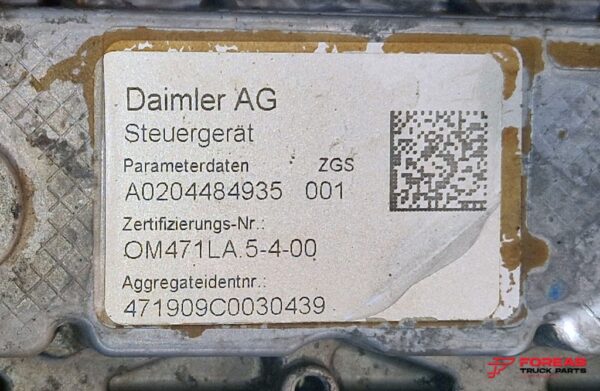 Daimler AG
Steuergerät
Parameterdaten ZGS
A0204484935 001
Zertifizierungs-Nr.:
OM471LA.5-4-00
Aggregateidentnr.:
471909C0030439
FOREAS
TRUCK PARTS